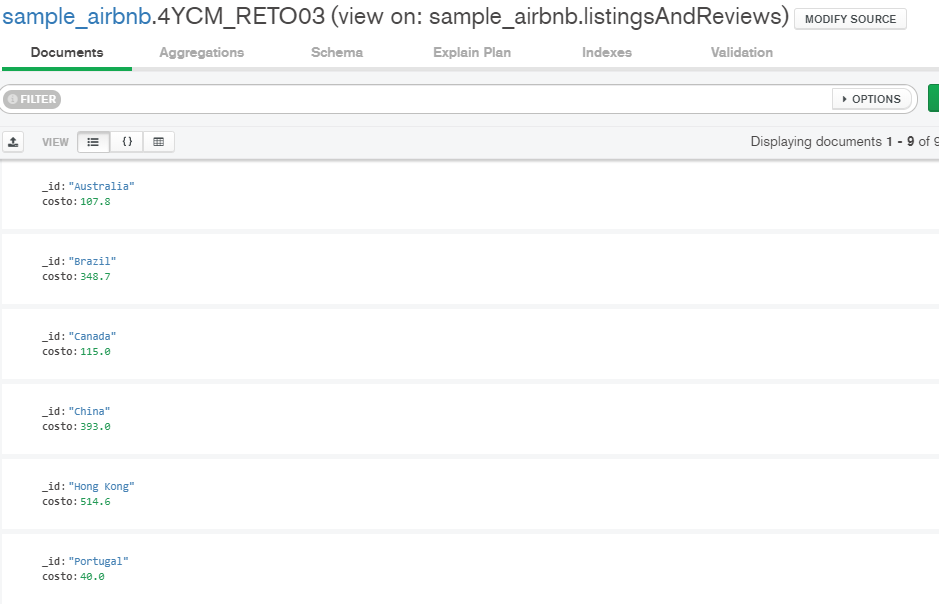 sample_airbnb.4YCM_RETO03 (view on: sample_airbnb.listingsAndReviews) MODIFY SOURCE
Documents Aggregations Schema Explain Plan Indexes Validation
FILTER OPTIONS
VIEW {} Displaying documents 1 - 9 of 9
_id: "Australia"
costo: 107.8
_id: "Brazil"
costo: 348.7
_id: "Canada"
costo: 115.0
_id: "China"
costo: 393.0
_id: "Hong Kong"
costo: 514.6
_id: "Portugal"
costo: 40.0